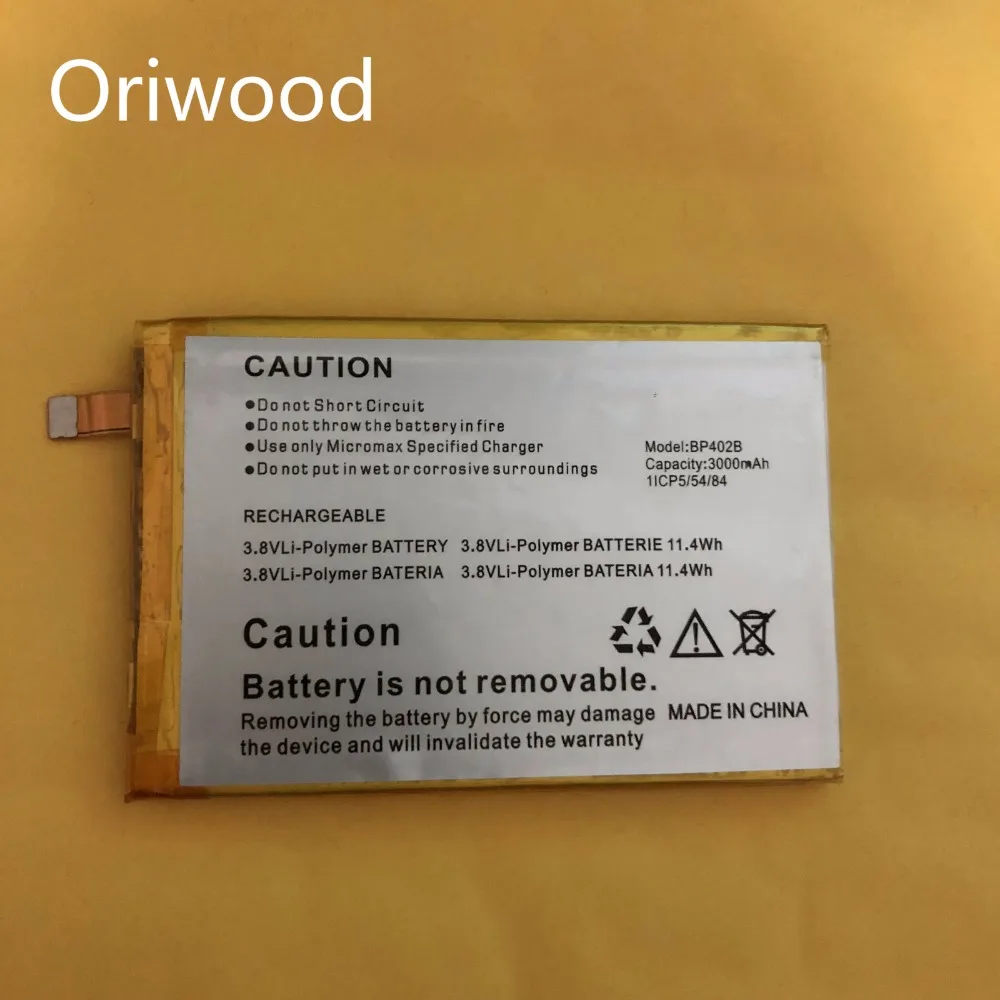 Oriwood
CAUTION
●Do not Short Circuit
●Do not throw the battery in fire
●Use only Micromax Specified Charger
●Do not put in wet or corrosive surroundings
Model:BP402B
Capacity:3000mAh
1ICP5/54/84
RECHARGEABLE
3.8VLi-Polymer BATTERY 3.8VLi-Polymer BATTERIE 11.4Wh
3.8VLi-Polymer BATERIA 3.8VLi-Polymer BATERIA 11.4Wh
Caution
Battery is not removable.
Removing the battery by force may damage MADE IN CHINA
the device and will invalidate the warranty